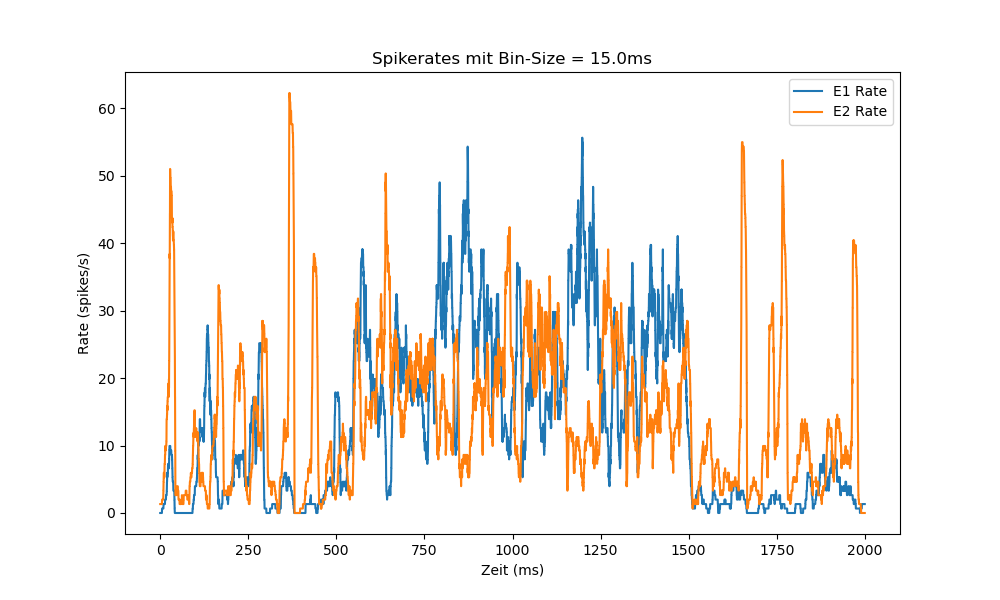 Spikerates mit Bin-Size = 15.0ms
E1 Rate
E2 Rate
Rate (spikes/s)
60
50
40
30
20
10
0
0 250 500 750 1000 1250 1500 1750 2000
Zeit (ms)